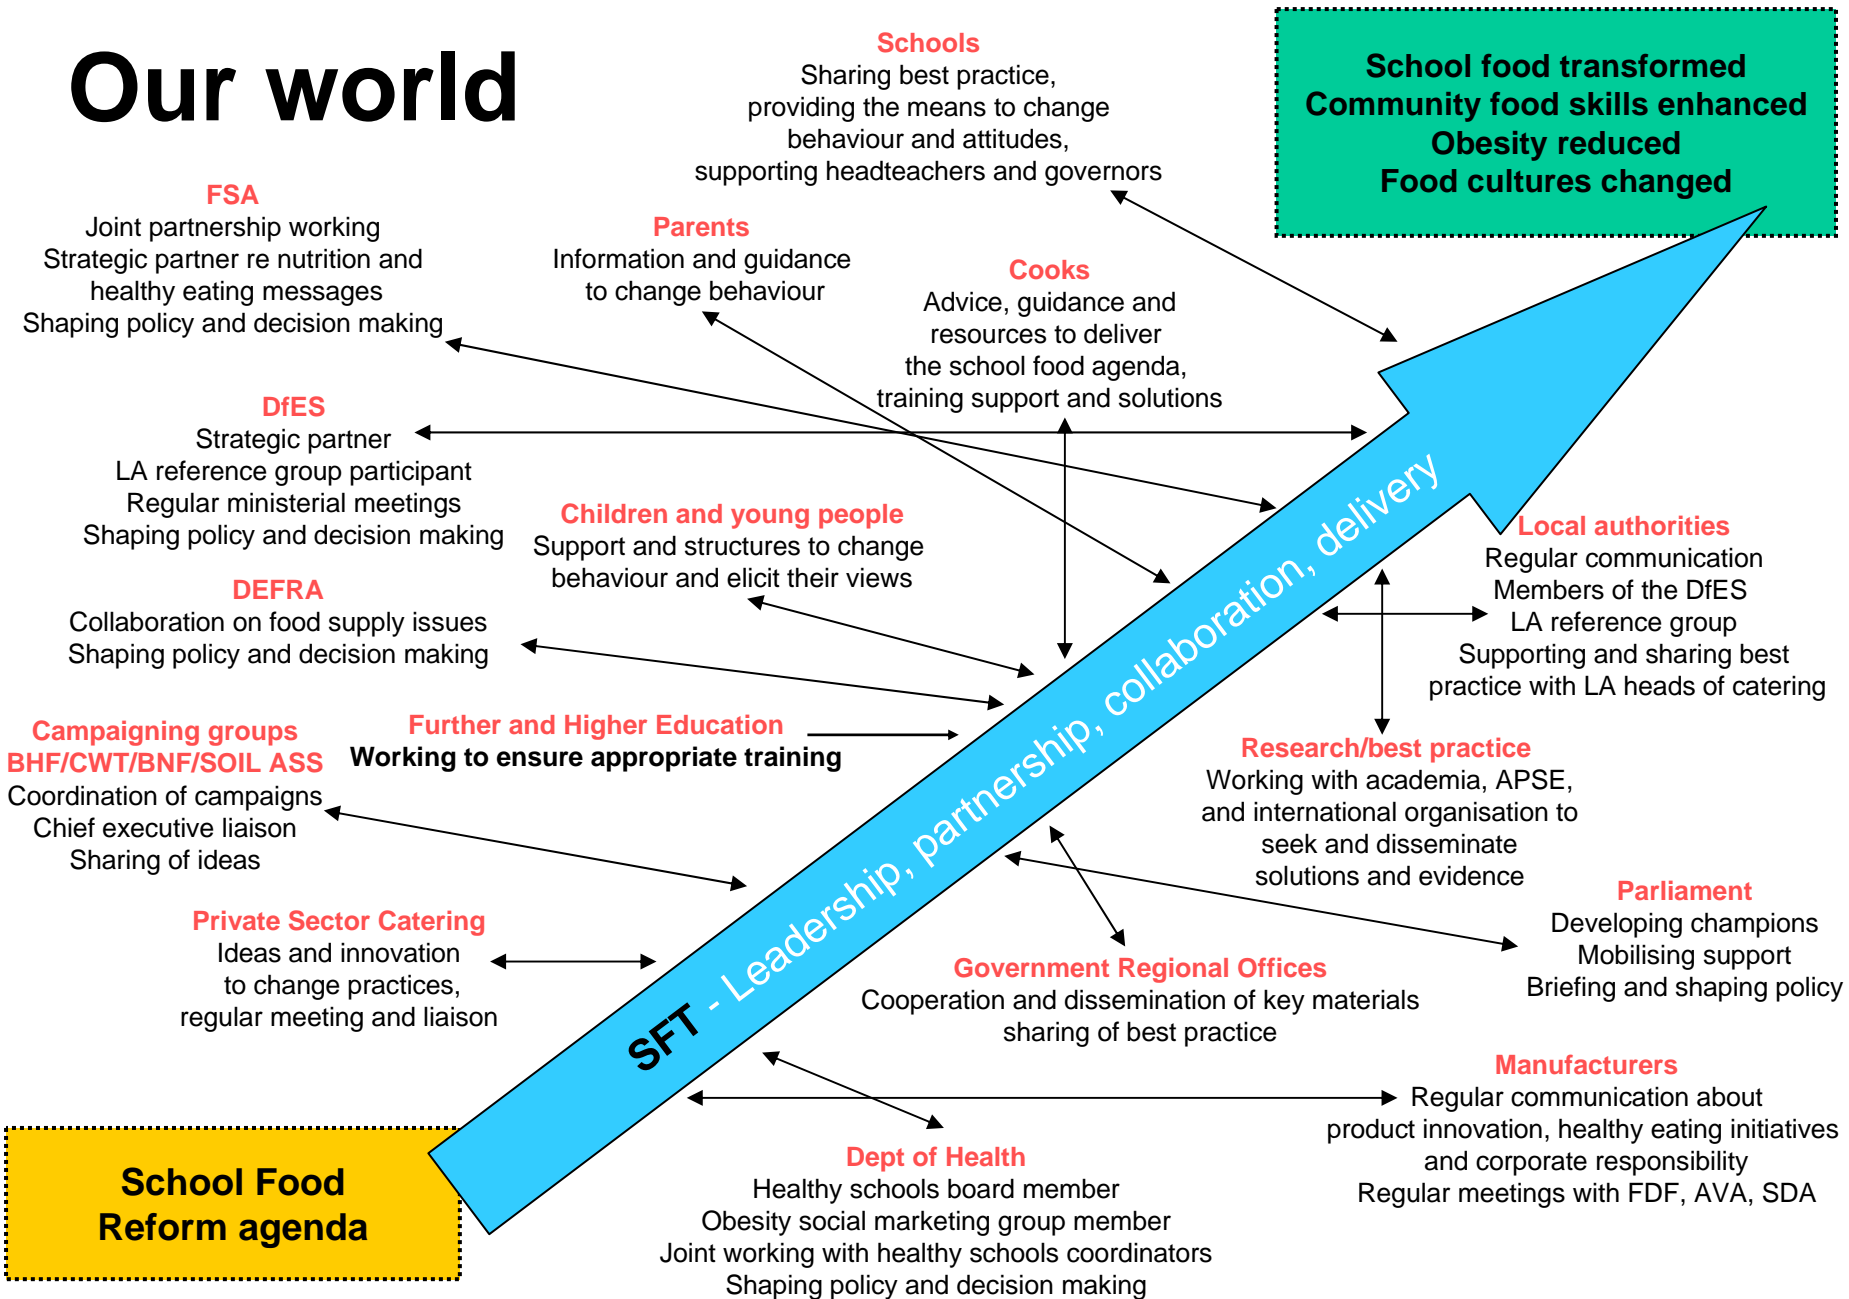 Our world
Schools
Sharing best practice,
providing the means to change
behaviour and attitudes,
supporting headteachers and governors
School food transformed
Community food skills enhanced
Obesity reduced
Food cultures changed
FSA
Joint partnership working
Strategic partner re nutrition and
healthy eating messages
Shaping policy and decision making
Parents
Information and guidance
to change behaviour
Cooks
Advice, guidance and
resources to deliver
the school food agenda,
training support and solutions
DfES
Strategic partner
LA reference group participant
Regular ministerial meetings
Shaping policy and decision making
Children and young people
Support and structures to change
behaviour and elicit their views
DEFRA
Collaboration on food supply issues
Shaping policy and decision making
Further and Higher Education
Working to ensure appropriate training
Campaigning groups
BHF/CWT/BNF/SOIL ASS
Coordination of campaigns
Chief executive liaison
Sharing of ideas
Private Sector Catering
Ideas and innovation
to change practices,
regular meeting and liaison
SFT - Leadership, partnership, collaboration, delivery
Local authorities
Regular communication
Members of the DfES
LA reference group
Supporting and sharing best
practice with LA heads of catering
Research/best practice
Working with academia, APSE,
and international organisation to
seek and disseminate
solutions and evidence
Parliament
Developing champions
Mobilising support
Briefing and shaping policy
Government Regional Offices
Cooperation and dissemination of key materials
sharing of best practice
Manufacturers
Regular communication about
product innovation, healthy eating initiatives
and corporate responsibility
Regular meetings with FDF, AVA, SDA
Dept of Health
Healthy schools board member
Obesity social marketing group member
Joint working with healthy schools coordinators
Shaping policy and decision making
School Food
Reform agenda